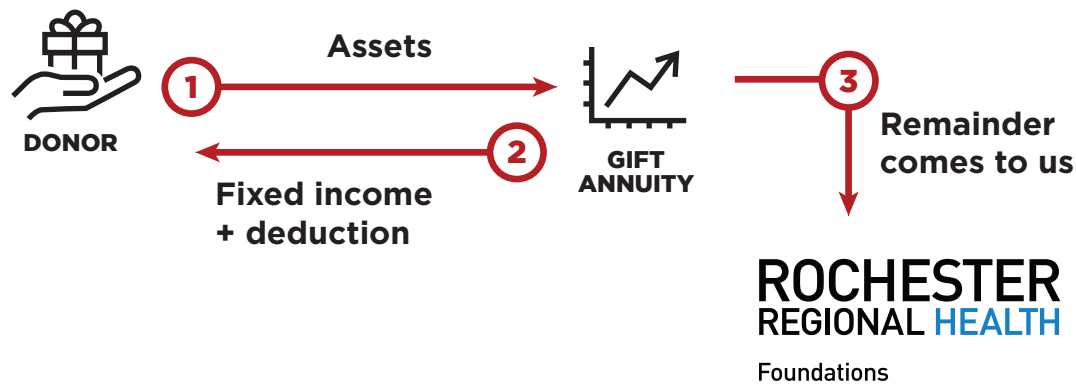 Assets
1
DONOR
2
Fixed income
+ deduction
GIFT
ANNUITY
3
Remainder
comes to us
ROCHESTER
REGIONAL HEALTH
Foundations